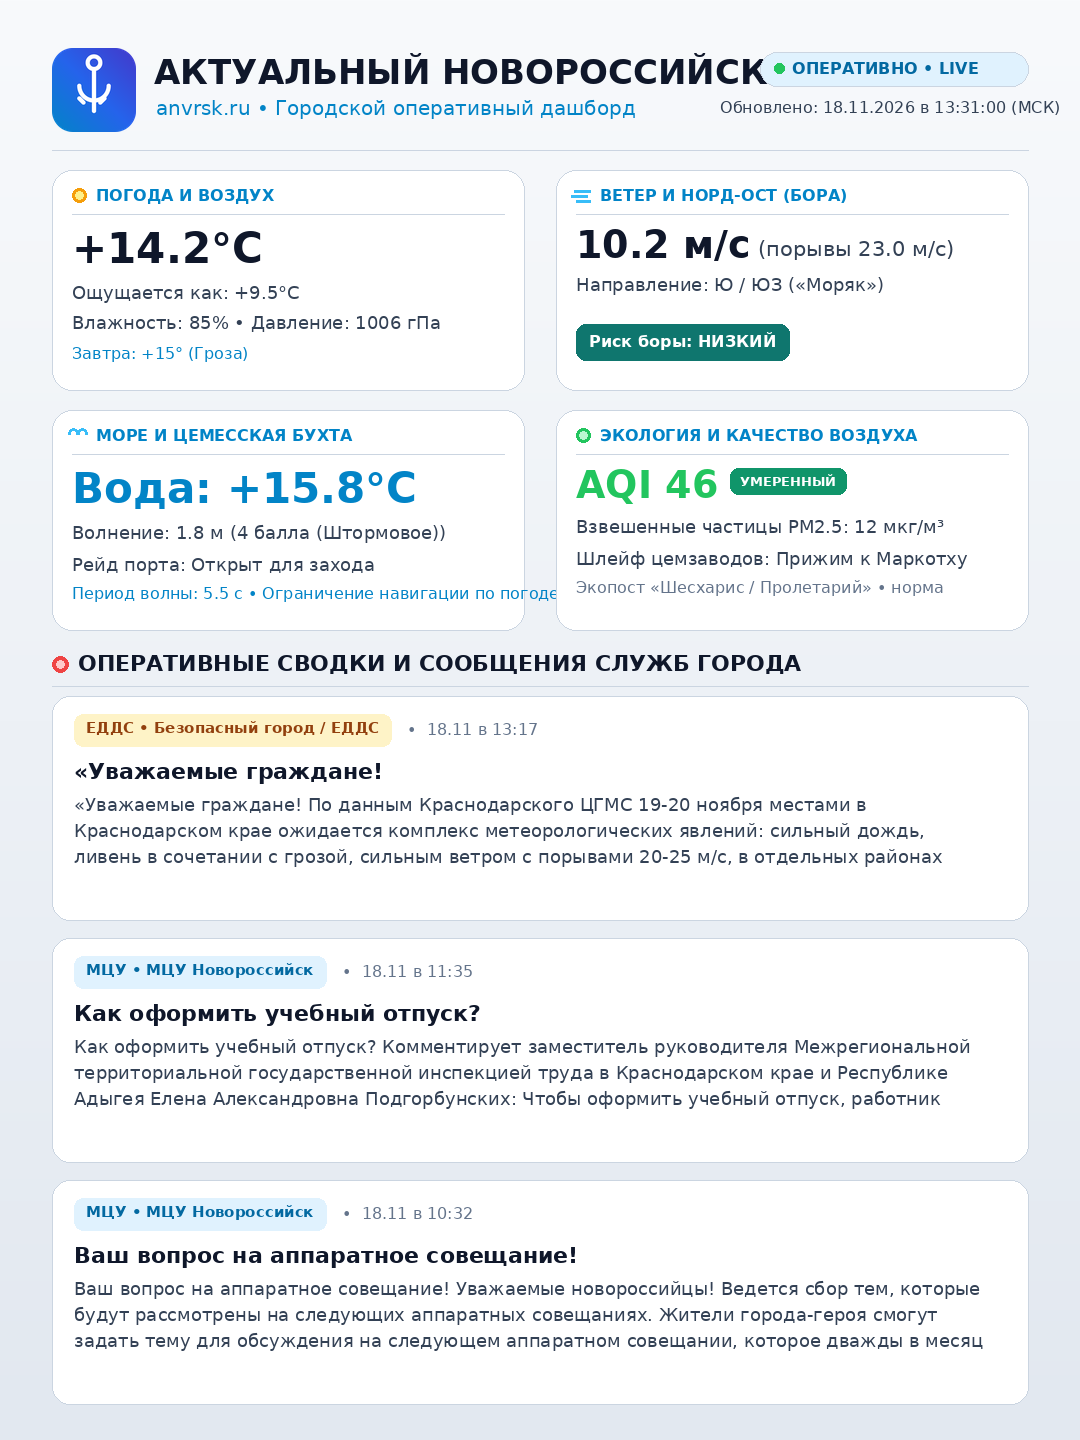 АКТУАЛЬНЫЙ НОВОРОССИЙСК
ОПЕРАТИВНО • LIVE
anvrsk.ru • Городской оперативный дашборд
Обновлено: 18.11.2026 в 13:31:00 (МСК)
ПОГОДА И ВОЗДУХ
+14.2°C
Ощущается как: +9.5°C
Влажность: 85% • Давление: 1006 гПа
Завтра: +15° (Гроза)
ВЕТЕР И НОРД-ОСТ (БОРА)
10.2 м/с (порывы 23.0 м/с)
Направление: Ю / ЮЗ («Моряк»)
Риск боры: НИЗКИЙ
МОРЕ И ЦЕМЕССКАЯ БУХТА
Вода: +15.8°C
Волнение: 1.8 м (4 балла (Штормовое))
Рейд порта: Открыт для захода
Период волны: 5.5 с • Ограничение навигации по погоде
ЭКОЛОГИЯ И КАЧЕСТВО ВОЗДУХА
AQI 46 УМЕРЕННЫЙ
Взвешенные частицы PM2.5: 12 мкг/м³
Шлейф цемзаводов: Прижим к Маркотху
Экопост «Шесхарис / Пролетарий» • норма
ОПЕРАТИВНЫЕ СВОДКИ И СООБЩЕНИЯ СЛУЖБ ГОРОДА
ЕДДС • Безопасный город / ЕДДС • 18.11 в 13:17
«Уважаемые граждане!
«Уважаемые граждане! По данным Краснодарского ЦГМС 19-20 ноября местами в
Краснодарском крае ожидается комплекс метеорологических явлений: сильный дождь,
ливень в сочетании с грозой, сильным ветром с порывами 20-25 м/с, в отдельных районах
МЦУ • МЦУ Новороссийск • 18.11 в 11:35
Как оформить учебный отпуск?
Как оформить учебный отпуск? Комментирует заместитель руководителя Межрегиональной
территориальной государственной инспекцией труда в Краснодарском крае и Республике
Адыгея Елена Александровна Подгорбунских: Чтобы оформить учебный отпуск, работник
МЦУ • МЦУ Новороссийск • 18.11 в 10:32
Ваш вопрос на аппаратное совещание!
Ваш вопрос на аппаратное совещание! Уважаемые новороссийцы! Ведется сбор тем, которые
будут рассмотрены на следующих аппаратных совещаниях. Жители города-героя смогут
задать тему для обсуждения на следующем аппаратном совещании, которое дважды в месяц